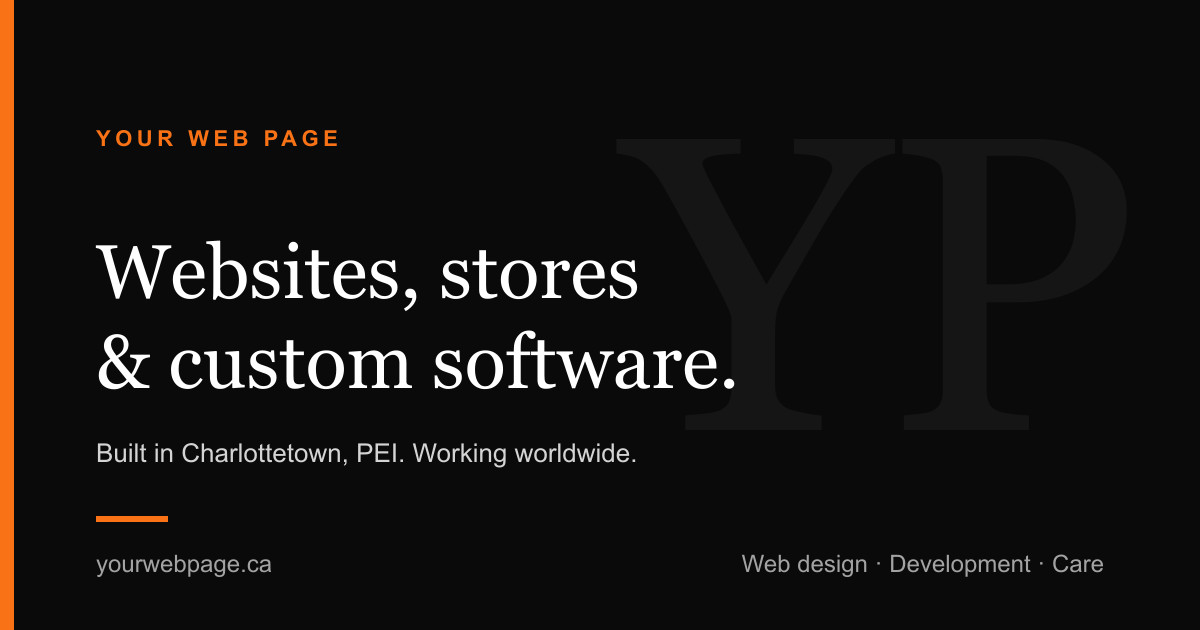 YOUR WEB PAGE
YP
Websites, stores
& custom software.
Built in Charlottetown, PEI. Working worldwide.
yourwebpage.ca
Web design · Development · Care